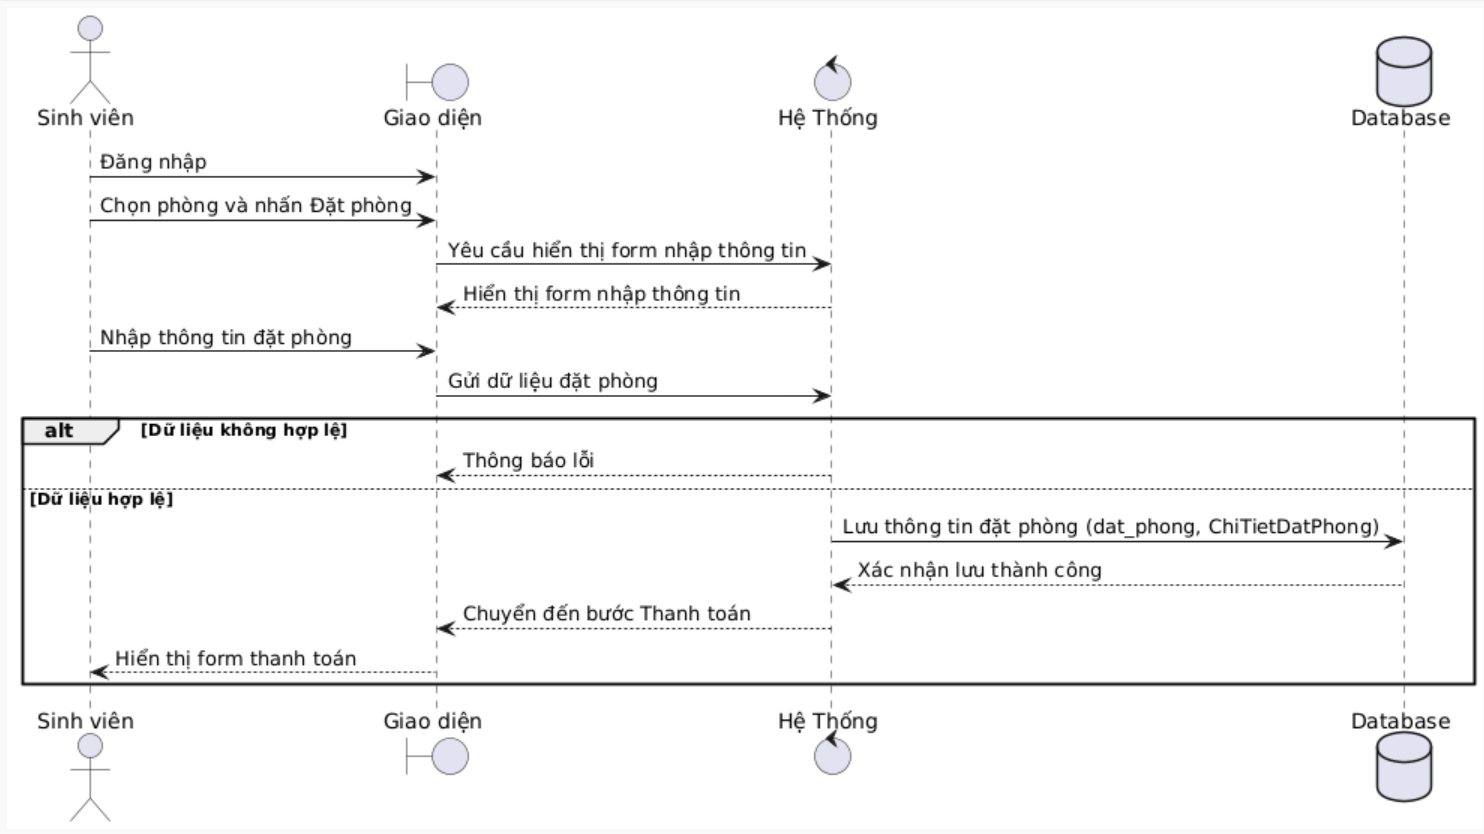 Sinh viên
Giao diện
Hệ Thống
Database
Đăng nhập
Chọn phòng và nhấn Đặt phòng
Yêu cầu hiển thị form nhập thông tin
Hiển thị form nhập thông tin
Nhập thông tin đặt phòng
Gửi dữ liệu đặt phòng
alt
[Dữ liệu không hợp lệ]
Thông báo lỗi
[Dữ liệu hợp lệ]
Lưu thông tin đặt phòng (dat_phong, ChiTietDatPhong)
Xác nhận lưu thành công
Chuyển đến bước Thanh toán
Hiển thị form thanh toán
Sinh viên
Giao diện
Hệ Thống
Database